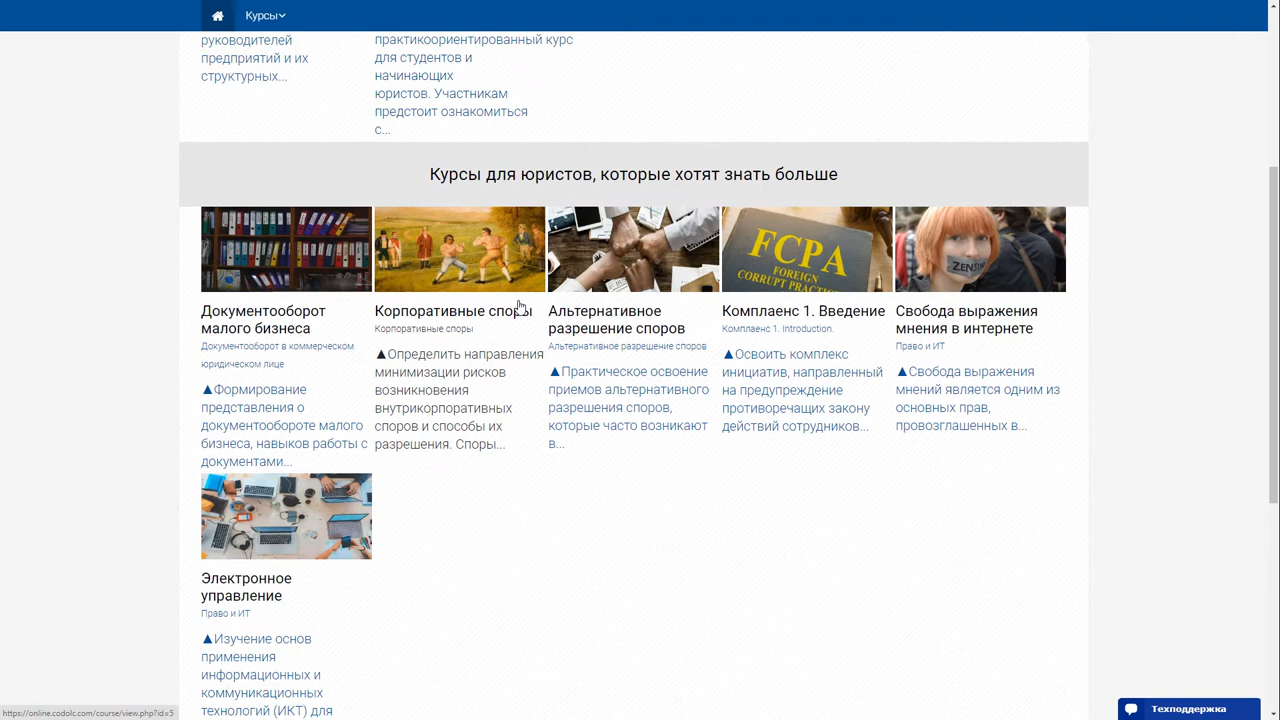 Курсы
руководителей
предприятий и их
структурных...
практикоориентированный курс
для студентов и
начинающих
юристов. Участникам
предстоит ознакомиться
с...
Курсы для юристов, которые хотят знать больше
FCPA
FOREIGN
CORRUPT PRACTIC
ZENSUR
Документооборот
малого бизнеса
Документооборот в коммерческом
юридическом лице
▲Формирование
представления о
документообороте малого
бизнеса, навыков работы с
документами...
Корпоративные споры
Корпоративные споры
▲Определить направления
минимизации рисков
возникновения
внутрикорпоративных
споров и способы их
разрешения. Споры...
Альтернативное
разрешение споров
Альтернативное разрешение споров
▲Практическое освоение
приемов альтернативного
разрешения споров,
которые часто возникают
в...
Комплаенс 1. Введение
Комплаенс 1. Introduction.
▲Освоить комплекс
инициатив, направленный
на предупреждение
противоречащих закону
действий сотрудников...
Свобода выражения
мнения в интернете
Право и ИТ
▲Свобода выражения
мнений является одним из
основных прав,
провозглашенных в...
Электронное
управление
Право и ИТ
▲Изучение основ
применения
информационных и
коммуникационных
технологий (ИКТ) для
https://online.codolc.com/course/view.php?id=5
Техподдержка